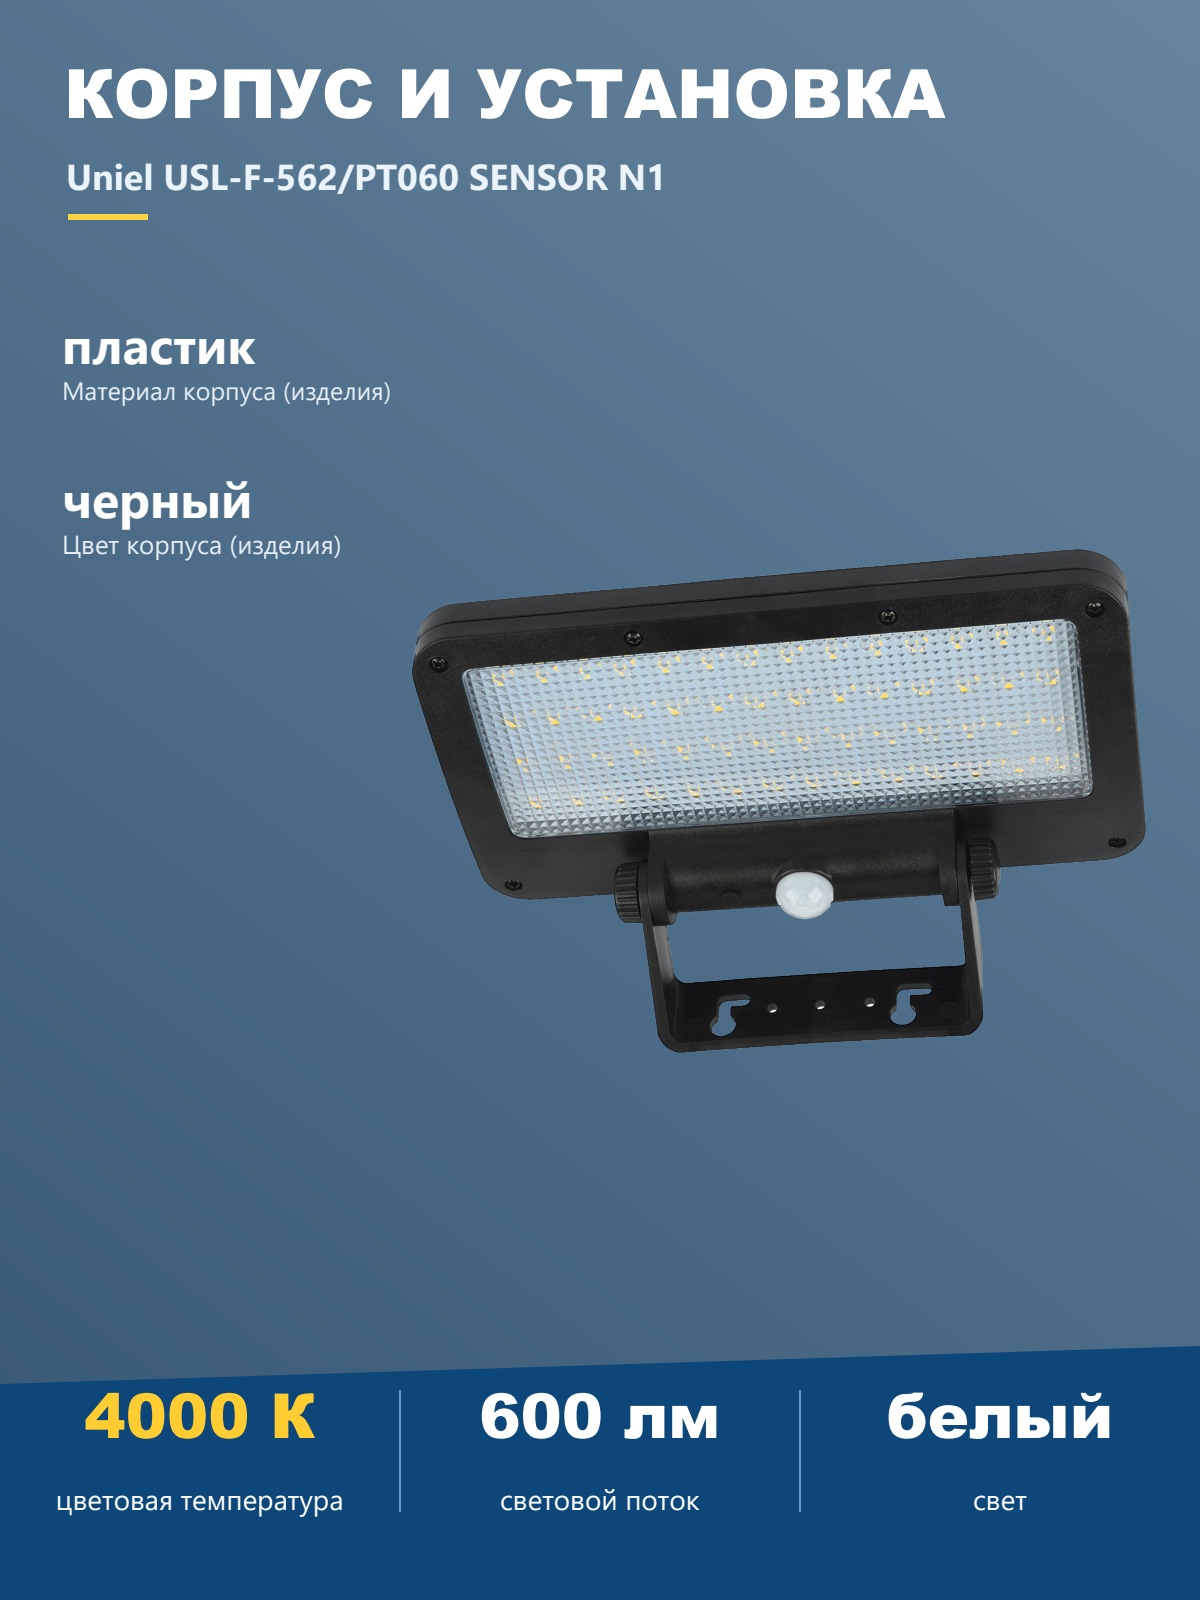 КОРПУС И УСТАНОВКА
Uniel USL-F-562/PT060 SENSOR N1
пластик
Материал корпуса (изделия)
черный
Цвет корпуса (изделия)
4000 К
цветовая температура
600 лм
световой поток
белый
свет